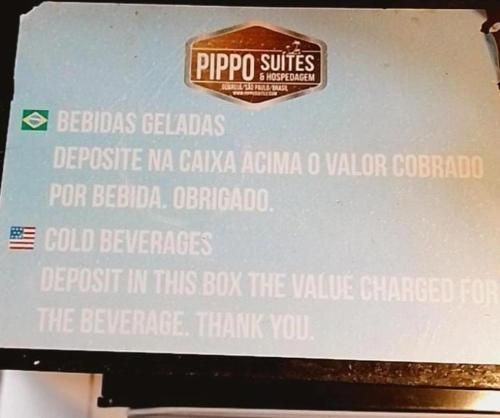 PIPPO SUÍTES
& HOSPEDAGEM
BEBIDAS GELADAS
DEPOSITE NA CAIXA ACIMA O VALOR COBRADO
POR BEBIDA. OBRIGADO.
COLD BEVERAGES
DEPOSIT IN THIS BOX THE VALUE CHARGED FOR
THE BEVERAGE. THANK YOU.